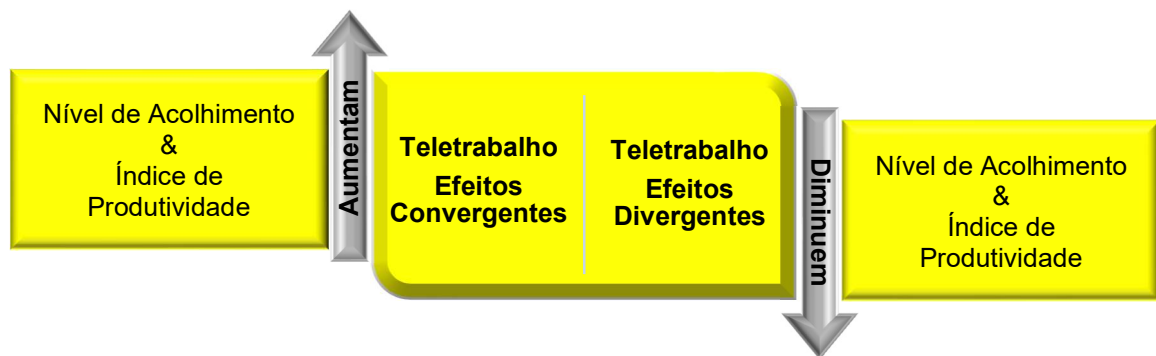 Nível de Acolhimento
&
Índice de
Produtividade
Aumentam
Teletrabalho
Efeitos
Convergentes
Teletrabalho
Efeitos
Divergentes
Diminuem
Nível de Acolhimento
&
Índice de
Produtividade